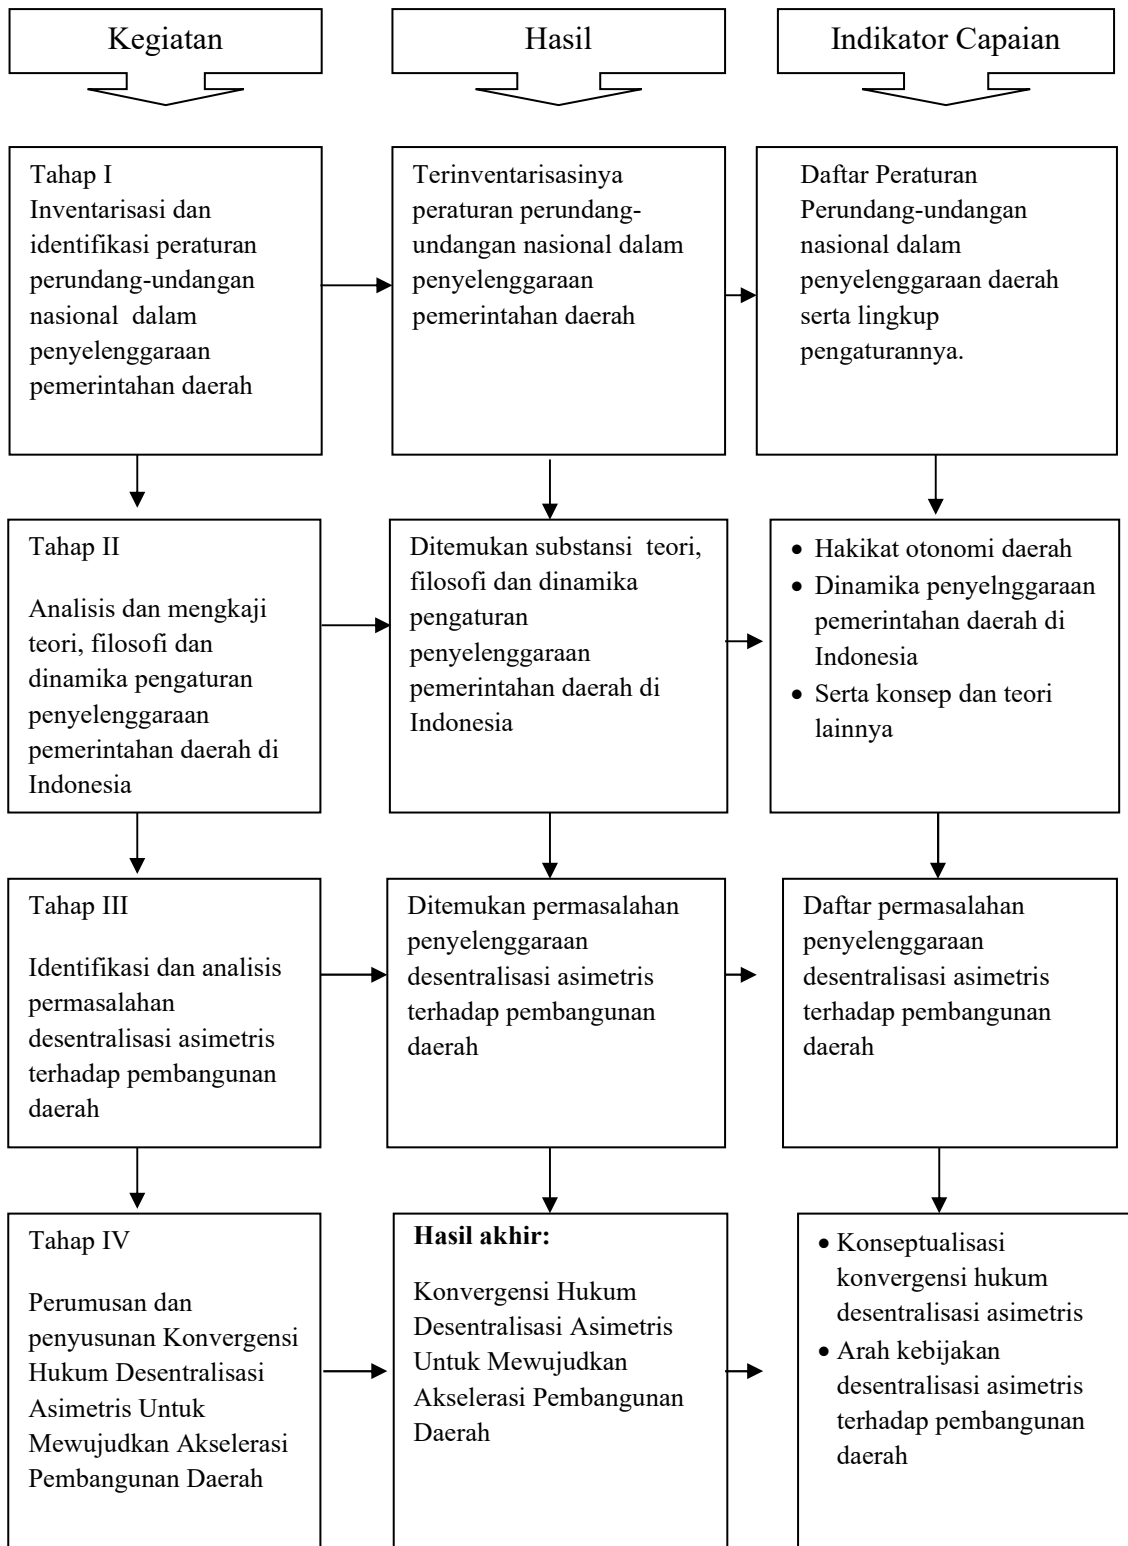 Kegiatan
Hasil
Indikator Capaian
Tahap I
Inventarisasi dan
identifikasi peraturan
perundang-undangan
nasional dalam
penyelenggaraan
pemerintahan daerah
Terinventarisasinya
peraturan perundang-
undangan nasional dalam
penyelenggaraan
pemerintahan daerah
Daftar Peraturan
Perundang-undangan
nasional dalam
penyelenggaraan daerah
serta lingkup
pengaturannya.
Tahap II
Analisis dan mengkaji
teori, filosofi dan
dinamika pengaturan
penyelenggaraan
pemerintahan daerah di
Indonesia
Ditemukan substansi teori,
filosofi dan dinamika
pengaturan
penyelenggaraan
pemerintahan daerah di
Indonesia
• Hakikat otonomi daerah
• Dinamika penyelnggaraan
pemerintahan daerah di
Indonesia
• Serta konsep dan teori
lainnya
Tahap III
Identifikasi dan analisis
permasalahan
desentralisasi asimetris
terhadap pembangunan
daerah
Ditemukan permasalahan
penyelenggaraan
desentralisasi asimetris
terhadap pembangunan
daerah
Daftar permasalahan
penyelenggaraan
desentralisasi asimetris
terhadap pembangunan
daerah
Tahap IV
Perumusan dan
penyusunan Konvergensi
Hukum Desentralisasi
Asimetris Untuk
Mewujudkan Akselerasi
Pembangunan Daerah
Hasil akhir:
Konvergensi Hukum
Desentralisasi Asimetris
Untuk Mewujudkan
Akselerasi Pembangunan
Daerah
• Konseptualisasi
konvergensi hukum
desentralisasi asimetris
• Arah kebijakan
desentralisasi asimetris
terhadap pembangunan
daerah